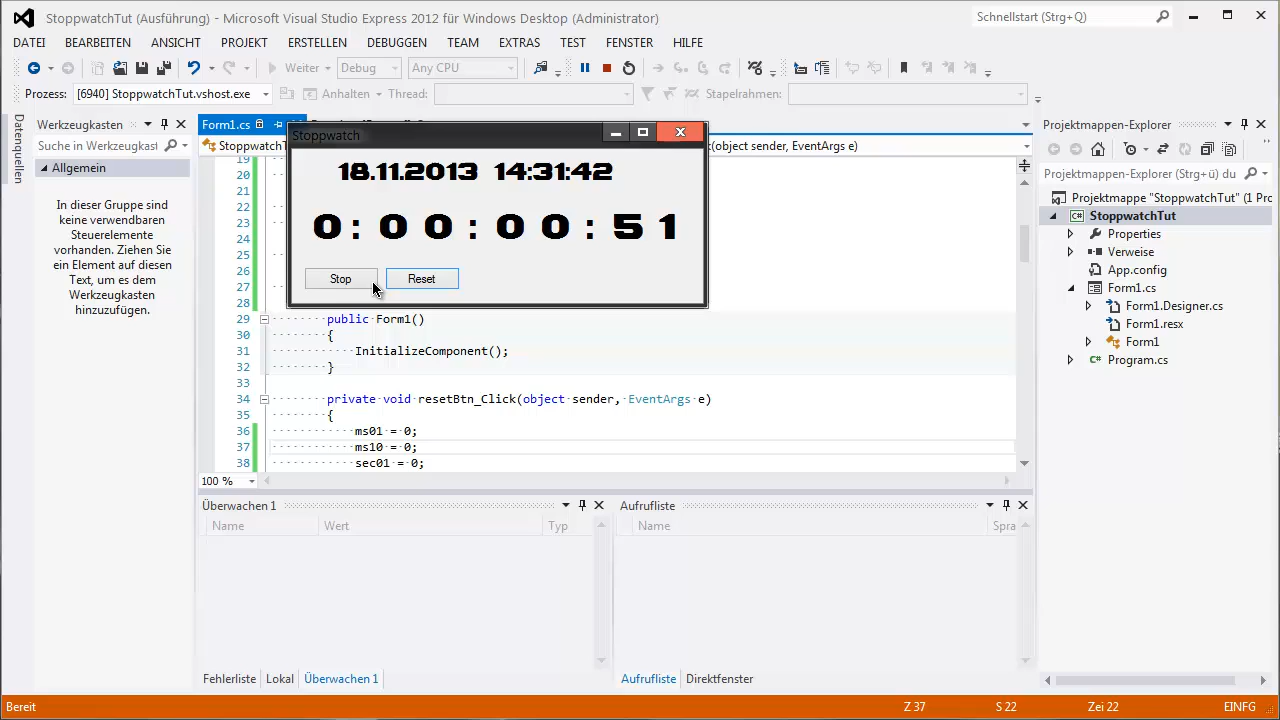 StoppwatchTut (Ausführung) - Microsoft Visual Studio Express 2012 für Windows Desktop (Administrator)
Schnellstart (Strg+Q)
DATEI BEARBEITEN ANSICHT PROJEKT ERSTELLEN DEBUGGEN TEAM EXTRAS TEST FENSTER HILFE
Weiter Debug Any CPU
Prozess: [6940] StoppwatchTut.vshost.exe Anhalten Thread: Stapelrahmen:
Datenquellen
Werkzeugkasten
Suche in Werkzeugkast
Allgemein
In dieser Gruppe sind
keine verwendbaren
Steuerelemente
vorhanden. Ziehen Sie
ein Element auf diesen
Text, um es dem
Werkzeugkasten
hinzuzufügen.
Form1.cs
StoppwatchT
ct(object sender, EventArgs e)
Stoppwatch
18.11.2013 14:31:42
0: 00:00:51
Stop Reset
19
20
21
22
23
24
25
26
27
28
29 public Form1()
30 {
31 InitializeComponent();
32 }
33
34 private void resetBtn_Click(object sender, EventArgs e)
35 {
36 ms01 = 0;
37 ms10 = 0;
38 sec01 = 0;
100 %
Überwachen 1
Name Wert Typ
Fehlerliste Lokal Überwachen 1
Aufrufliste
Name Spra
Aufrufliste Direktfenster
Projektmappen-Explorer
Projektmappen-Explorer (Strg+ü) du
Projektmappe "StoppwatchTut" (1 Pro
StoppwatchTut
Properties
Verweise
App.config
Form1.cs
Form1.Designer.cs
Form1.resx
Form1
Program.cs
Bereit Z 37 S 22 Zei 22 EINFG